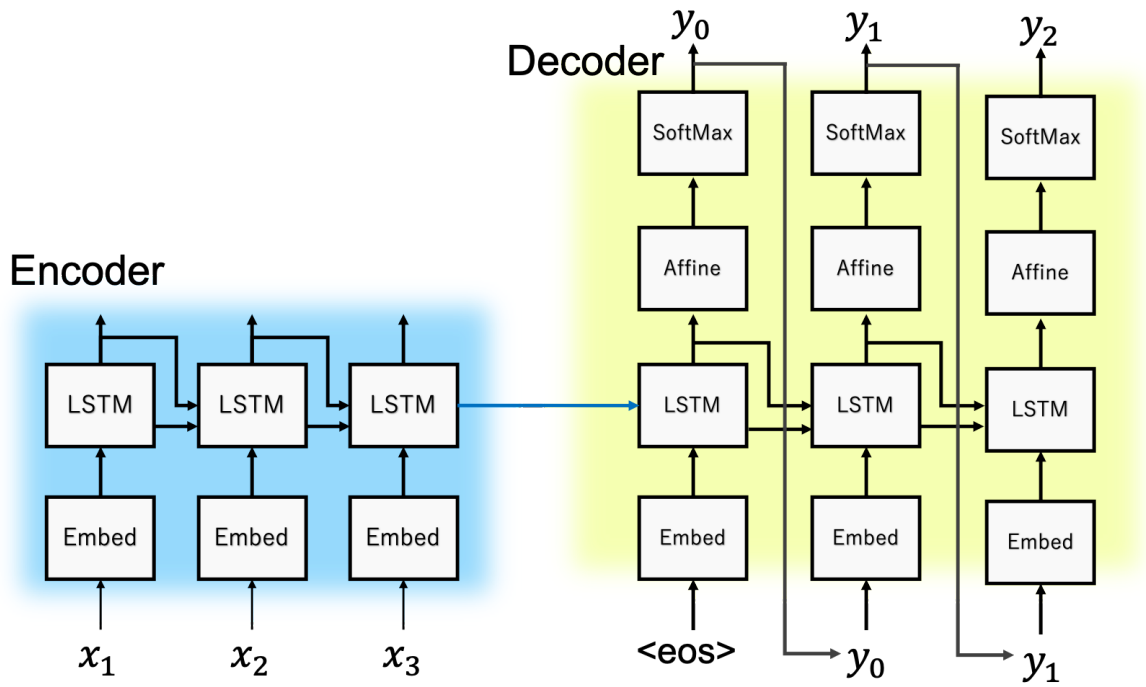 Encoder
LSTM LSTM LSTM
Embed Embed Embed
x₁ x₂ x₃
y₀ y₁ y₂
Decoder
SoftMax SoftMax SoftMax
Affine Affine Affine
LSTM LSTM LSTM
Embed Embed Embed
<eos> y₀ y₁